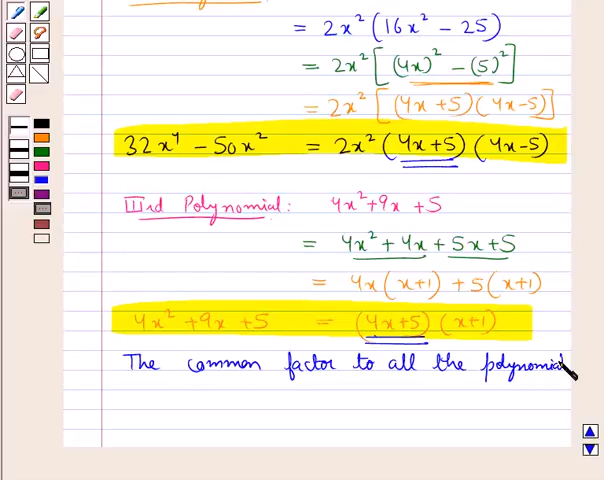 = 2x² (16x² - 25)
= 2x² [(4x)² - (5)²]
= 2x² [(4x + 5)(4x - 5)]
32x⁴ - 50x² = 2x² (4x + 5)(4x - 5)
IIIrd Polynomial: 4x² + 9x + 5
= 4x² + 4x + 5x + 5
= 4x(x+1) + 5(x+1)
4x² + 9x + 5 = (4x+5)(x+1)
The common factor to all the polynomial